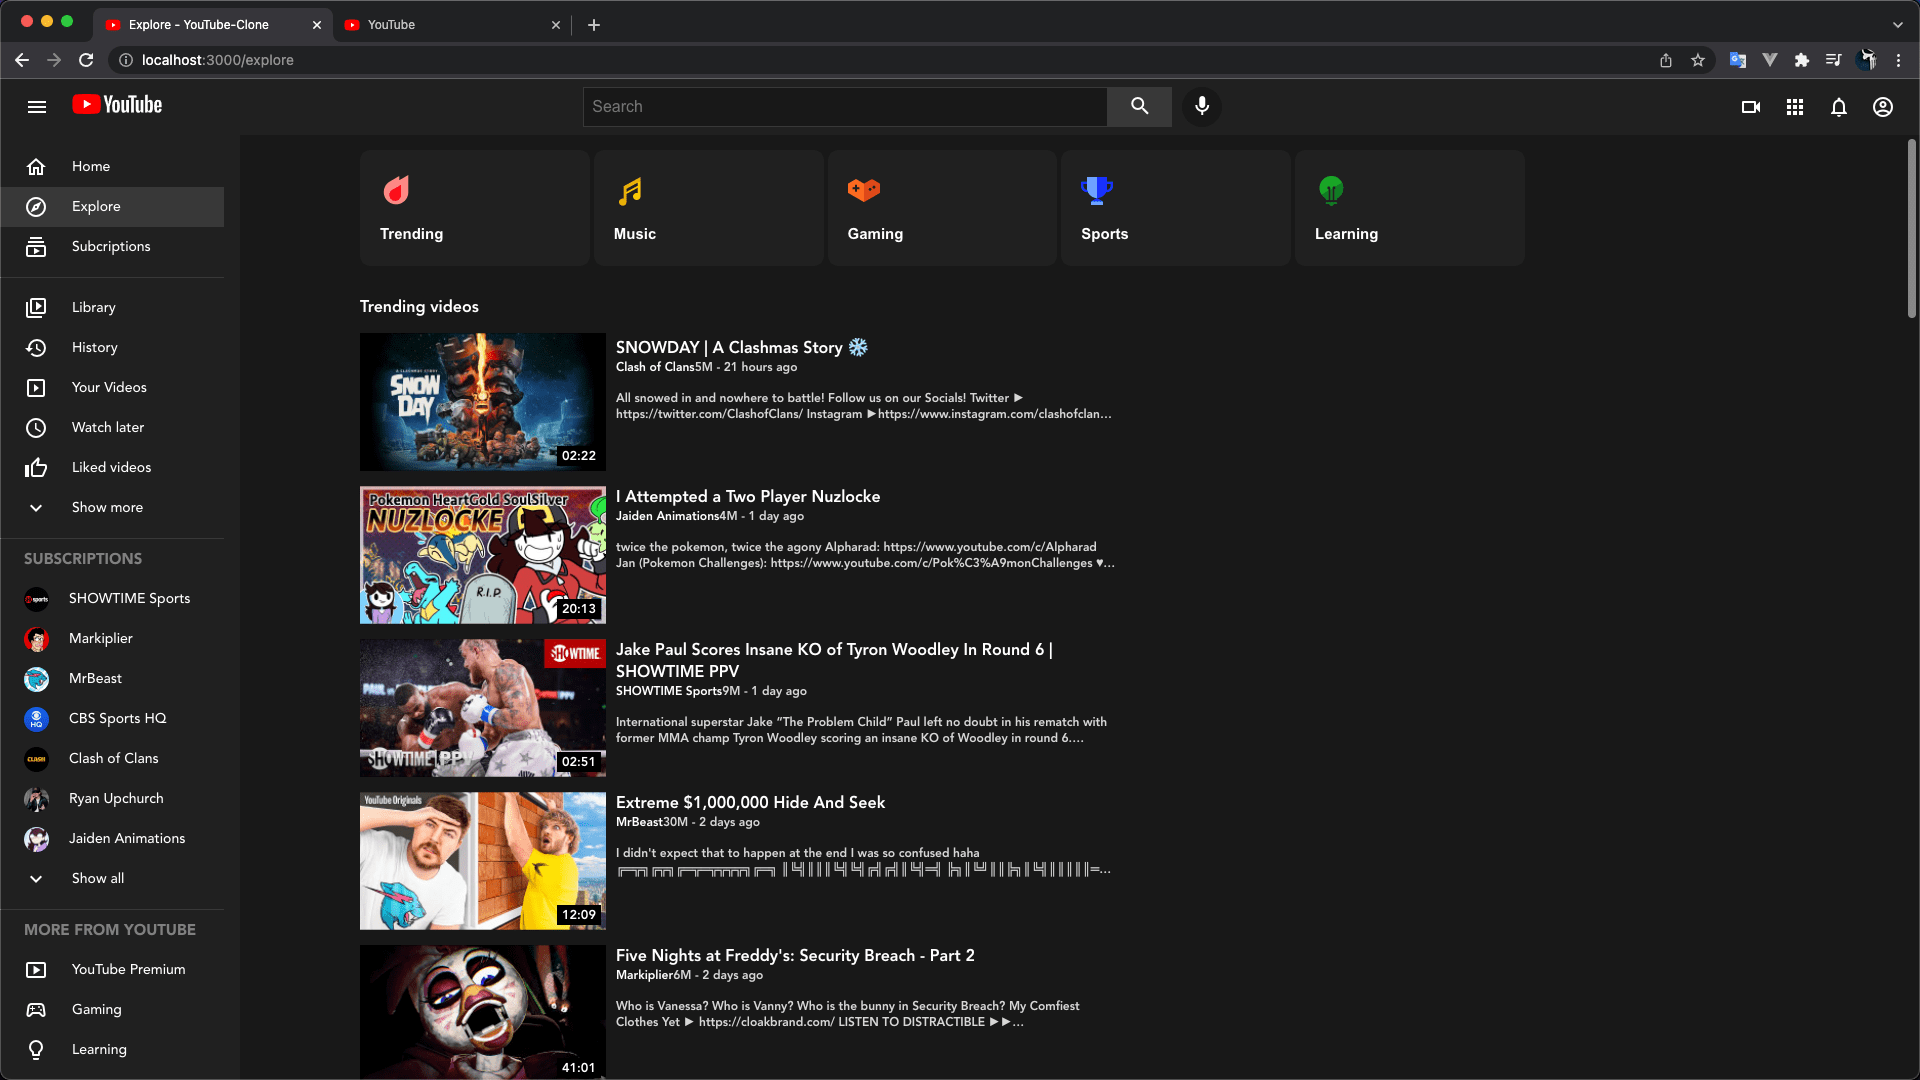 Explore - YouTube-Clone
YouTube
localhost:3000/explore
YouTube
Search
Home
Explore
Subcriptions
Library
History
Your Videos
Watch later
Liked videos
Show more
SUBSCRIPTIONS
SHOWTIME Sports
Markiplier
MrBeast
CBS Sports HQ
Clash of Clans
Ryan Upchurch
Jaiden Animations
Show all
MORE FROM YOUTUBE
YouTube Premium
Gaming
Learning
Trending
Music
Gaming
Sports
Learning
Trending videos
SNOW
DAY
02:22
SNOWDAY | A Clashmas Story ❄️
Clash of Clans5M - 21 hours ago
All snowed in and nowhere to battle! Follow us on our Socials! Twitter ►
https://twitter.com/ClashofClans/ Instagram ►https://www.instagram.com/clashofclan...
Pokemon HeartGold SoulSilver
NUZLOCKE
R.I.P.
20:13
I Attempted a Two Player Nuzlocke
Jaiden Animations4M - 1 day ago
twice the pokemon, twice the agony Alpharad: https://www.youtube.com/c/Alpharad
Jan (Pokemon Challenges): https://www.youtube.com/c/Pok%C3%A9monChallenges ♥...
SHOWTIME
SHOWTIME PPV
02:51
Jake Paul Scores Insane KO of Tyron Woodley In Round 6 |
SHOWTIME PPV
SHOWTIME Sports9M - 1 day ago
International superstar Jake “The Problem Child” Paul left no doubt in his rematch with
former MMA champ Tyron Woodley scoring an insane KO of Woodley in round 6....
YouTube Originals
12:09
Extreme $1,000,000 Hide And Seek
MrBeast30M - 2 days ago
I didn't expect that to happen at the end I was so confused haha
41:01
Five Nights at Freddy's: Security Breach - Part 2
Markiplier6M - 2 days ago
Who is Vanessa? Who is Vanny? Who is the bunny in Security Breach? My Comfiest
Clothes Yet ► https://cloakbrand.com/ LISTEN TO DISTRACTIBLE ►►...